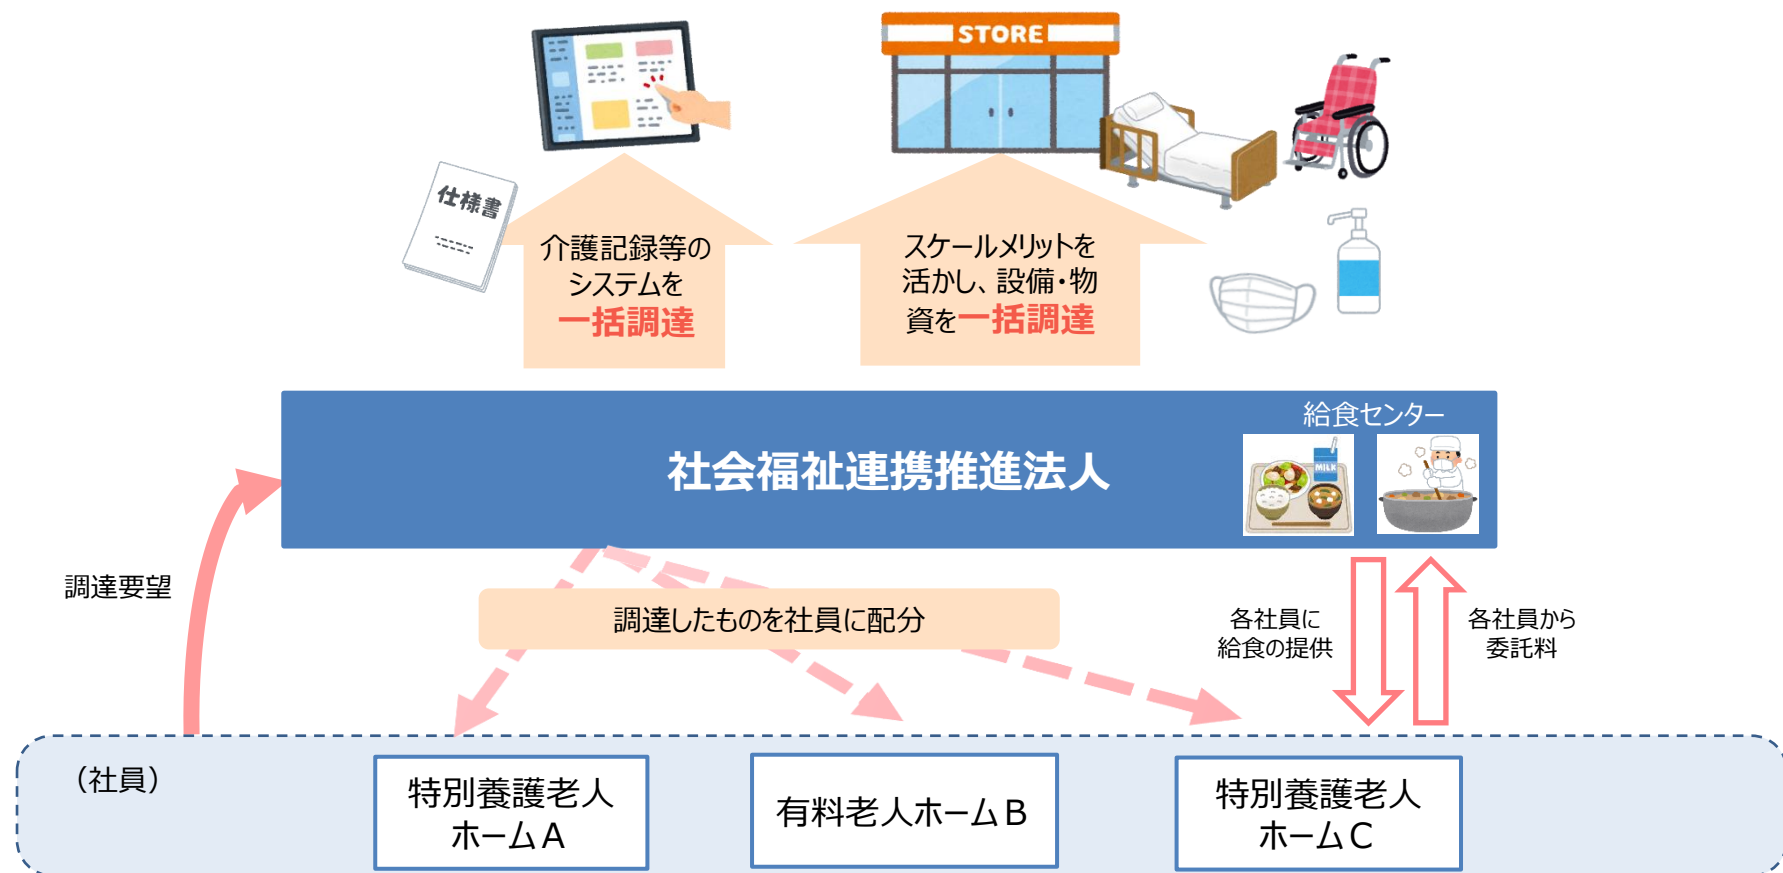 STORE
仕様書
介護記録等の
システムを
一括調達
スケールメリットを
活かし、設備・物
資を一括調達
給食センター
MILK
社会福祉連携推進法人
調達要望
調達したものを社員に配分
各社員に
給食の提供
各社員から
委託料
（社員）
特別養護老人
ホームＡ
有料老人ホームＢ
特別養護老人
ホームＣ